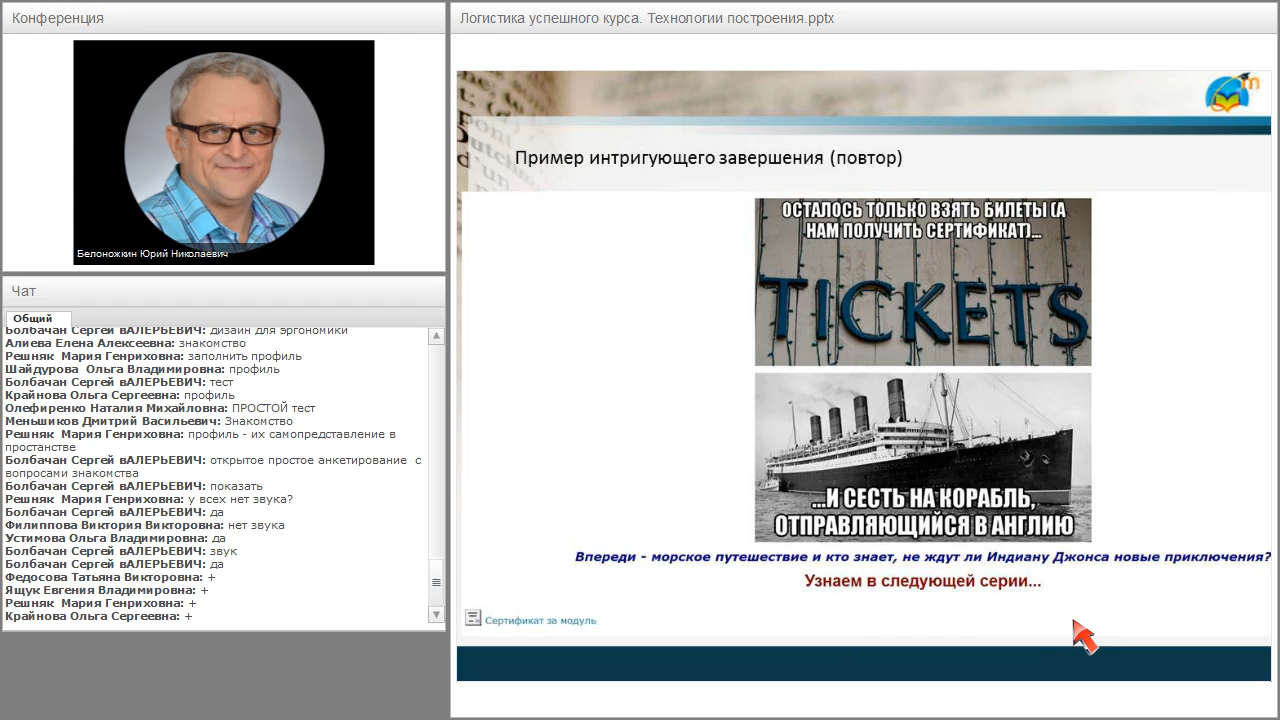 Конференция
Белоножкин Юрий Николаевич
Чат
Общий
Болбачан Сергей вАЛЕРЬЕВИЧ: дизайн для эргономики
Алиева Елена Алексеевна: знакомство
Решняк Мария Генриховна: заполнить профиль
Шайдурова Ольга Владимировна: профиль
Болбачан Сергей вАЛЕРЬЕВИЧ: тест
Крайнова Ольга Сергеевна: профиль
Олефиренко Наталия Михайловна: ПРОСТОЙ тест
Меньшиков Дмитрий Васильевич: Знакомство
Решняк Мария Генриховна: профиль - их самопредставление в
простанстве
Болбачан Сергей вАЛЕРЬЕВИЧ: открытое простое анкетирование с
вопросами знакомства
Болбачан Сергей вАЛЕРЬЕВИЧ: показать
Решняк Мария Генриховна: у всех нет звука?
Болбачан Сергей вАЛЕРЬЕВИЧ: да
Филиппова Виктория Викторовна: нет звука
Устимова Ольга Владимировна: да
Болбачан Сергей вАЛЕРЬЕВИЧ: звук
Болбачан Сергей вАЛЕРЬЕВИЧ: да
Федосова Татьяна Викторовна: +
Ящук Евгения Владимировна: +
Решняк Мария Генриховна: +
Крайнова Ольга Сергеевна: +
Логистика успешного курса. Технологии построения.pptx
m
Пример интригующего завершения (повтор)
ОСТАЛОСЬ ТОЛЬКО ВЗЯТЬ БИЛЕТЫ (А
НАМ ПОЛУЧИТЬ СЕРТИФИКАТ)...
TICKETS
...И СЕСТЬ НА КОРАБЛЬ,
ОТПРАВЛЯЮЩИЙСЯ В АНГЛИЮ
Впереди - морское путешествие и кто знает, не ждут ли Индиану Джонса новые приключения?
Узнаем в следующей серии...
Сертификат за модуль